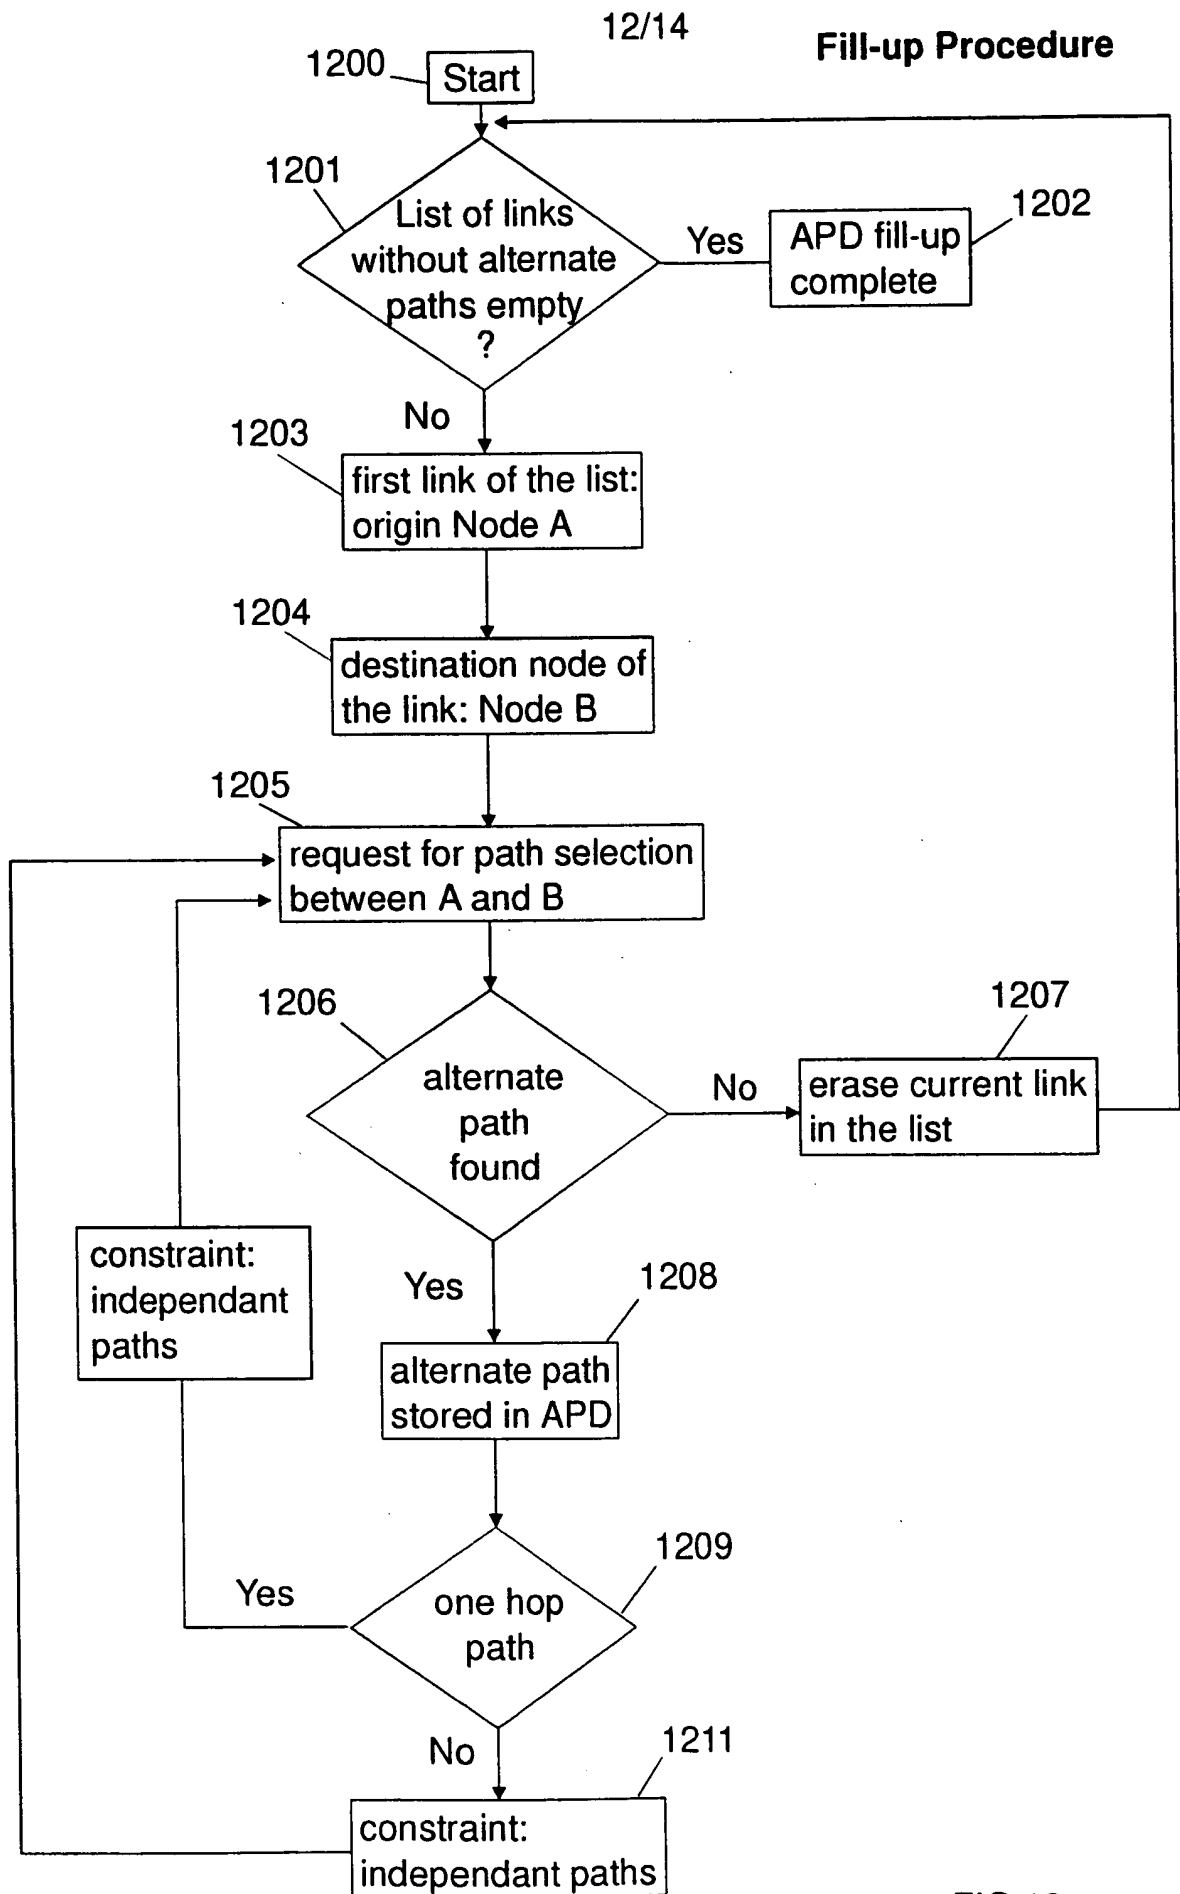 12/14
Fill-up Procedure
1200
Start
1201
List of links
without alternate
paths empty
?
Yes
1202
APD fill-up
complete
No
1203
first link of the list:
origin Node A
1204
destination node of
the link: Node B
1205
request for path selection
between A and B
1206
alternate
path
found
No
1207
erase current link
in the list
constraint:
independant
paths
Yes
1208
alternate path
stored in APD
1209
one hop
path
Yes
No
1211
constraint:
independant paths